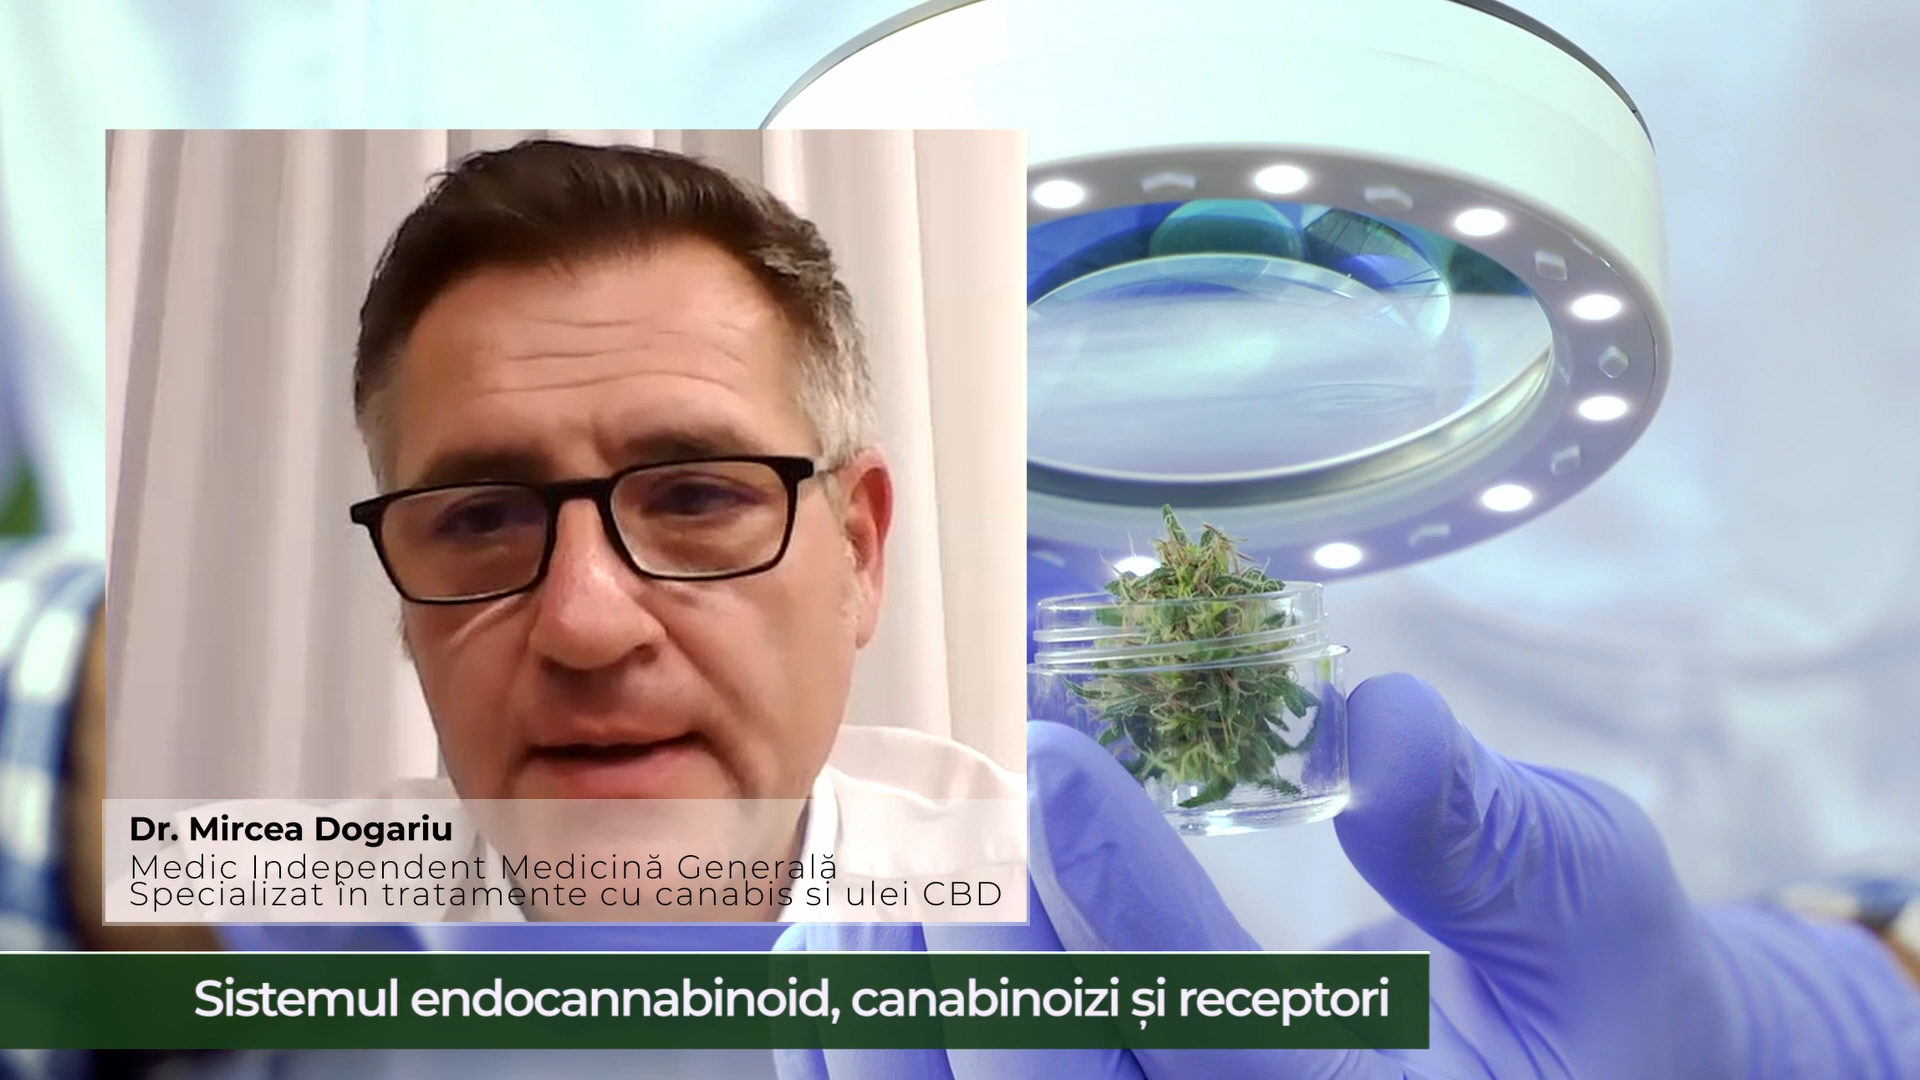 Dr. Mircea Dogariu
Medic Independent Medicină Generală
Specializat în tratamente cu canabis si ulei CBD
Sistemul endocannabinoid, canabinoizi și receptori